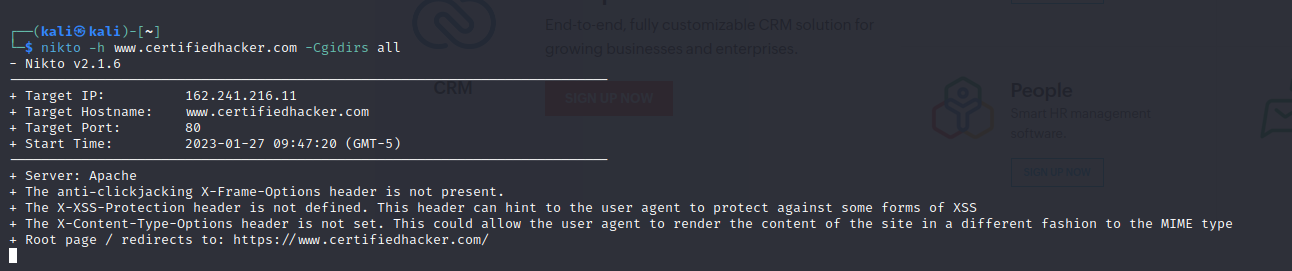 ┌──(kali㉿kali)-[~]
└─$ nikto -h www.certifiedhacker.com -Cgidirs all
- Nikto v2.1.6
---------------------------------------------------------------------------
+ Target IP:          162.241.216.11
+ Target Hostname:    www.certifiedhacker.com
+ Target Port:        80
+ Start Time:         2023-01-27 09:47:20 (GMT-5)
---------------------------------------------------------------------------
+ Server: Apache
+ The anti-clickjacking X-Frame-Options header is not present.
+ The X-XSS-Protection header is not defined. This header can hint to the user agent to protect against some forms of XSS
+ The X-Content-Type-Options header is not set. This could allow the user agent to render the content of the site in a different fashion to the MIME type
+ Root page / redirects to: https://www.certifiedhacker.com/
End-to-end, fully customizable CRM solution for
growing businesses and enterprises.
CRM
SIGN UP NOW
People
Smart HR management
software.
SIGN UP NOW